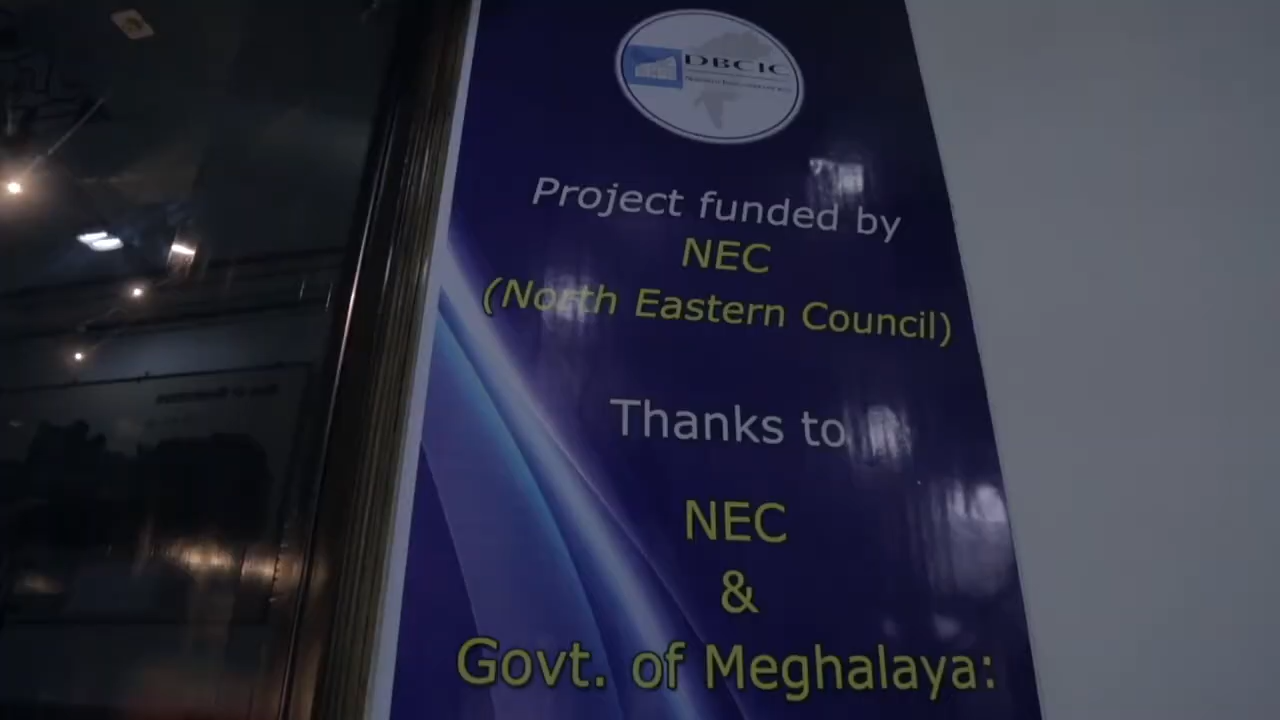 DBCIC
Project funded by
NEC
(North Eastern Council)
Thanks to
NEC
&
Govt. of Meghalaya: